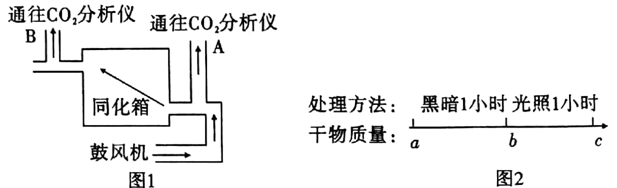 通往CO₂分析仪
B
通往CO₂分析仪
A
同化箱
鼓风机
图1
处理方法： 黑暗1小时 光照1小时
干物质量：
a b c
图2